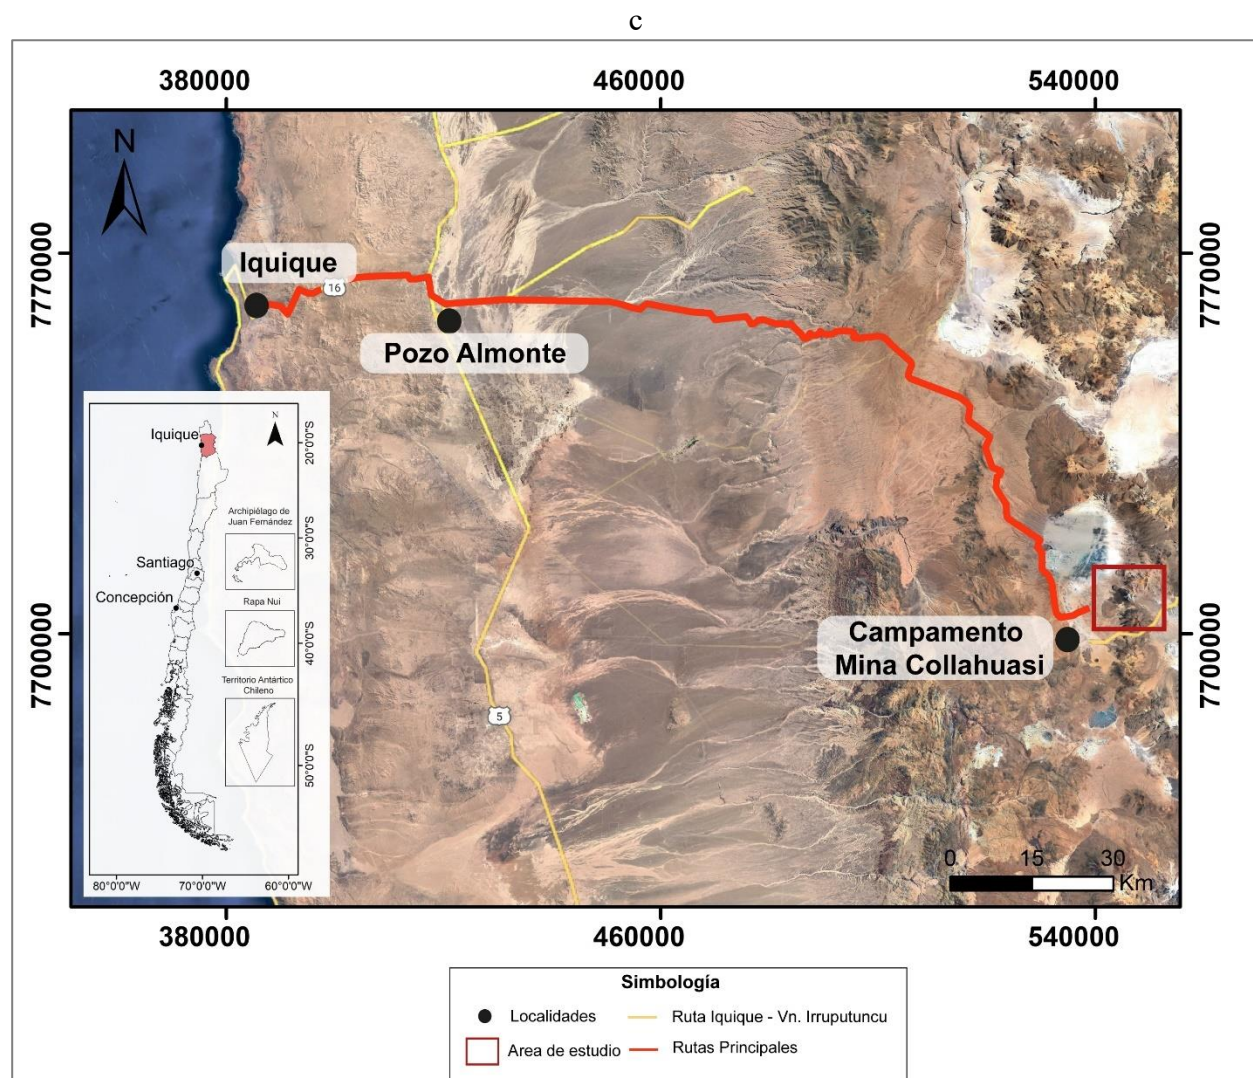 c
380000
460000
540000
N
7770000
7770000
Iquique
16
Pozo Almonte
N
Iquique
20°0'0"S
Archipiélago de
Juan Fernández
30°0'0"S
Santiago
Concepción
Rapa Nui
40°0'0"S
Territorio Antártico
Chileno
50°0'0"S
80°0'0"W
70°0'0"W
60°0'0"W
7700000
7700000
Campamento
Mina Collahuasi
5
0
15
30
Km
380000
460000
540000
Simbología
Localidades
Ruta Iquique - Vn. Irruputuncu
Area de estudio
Rutas Principales